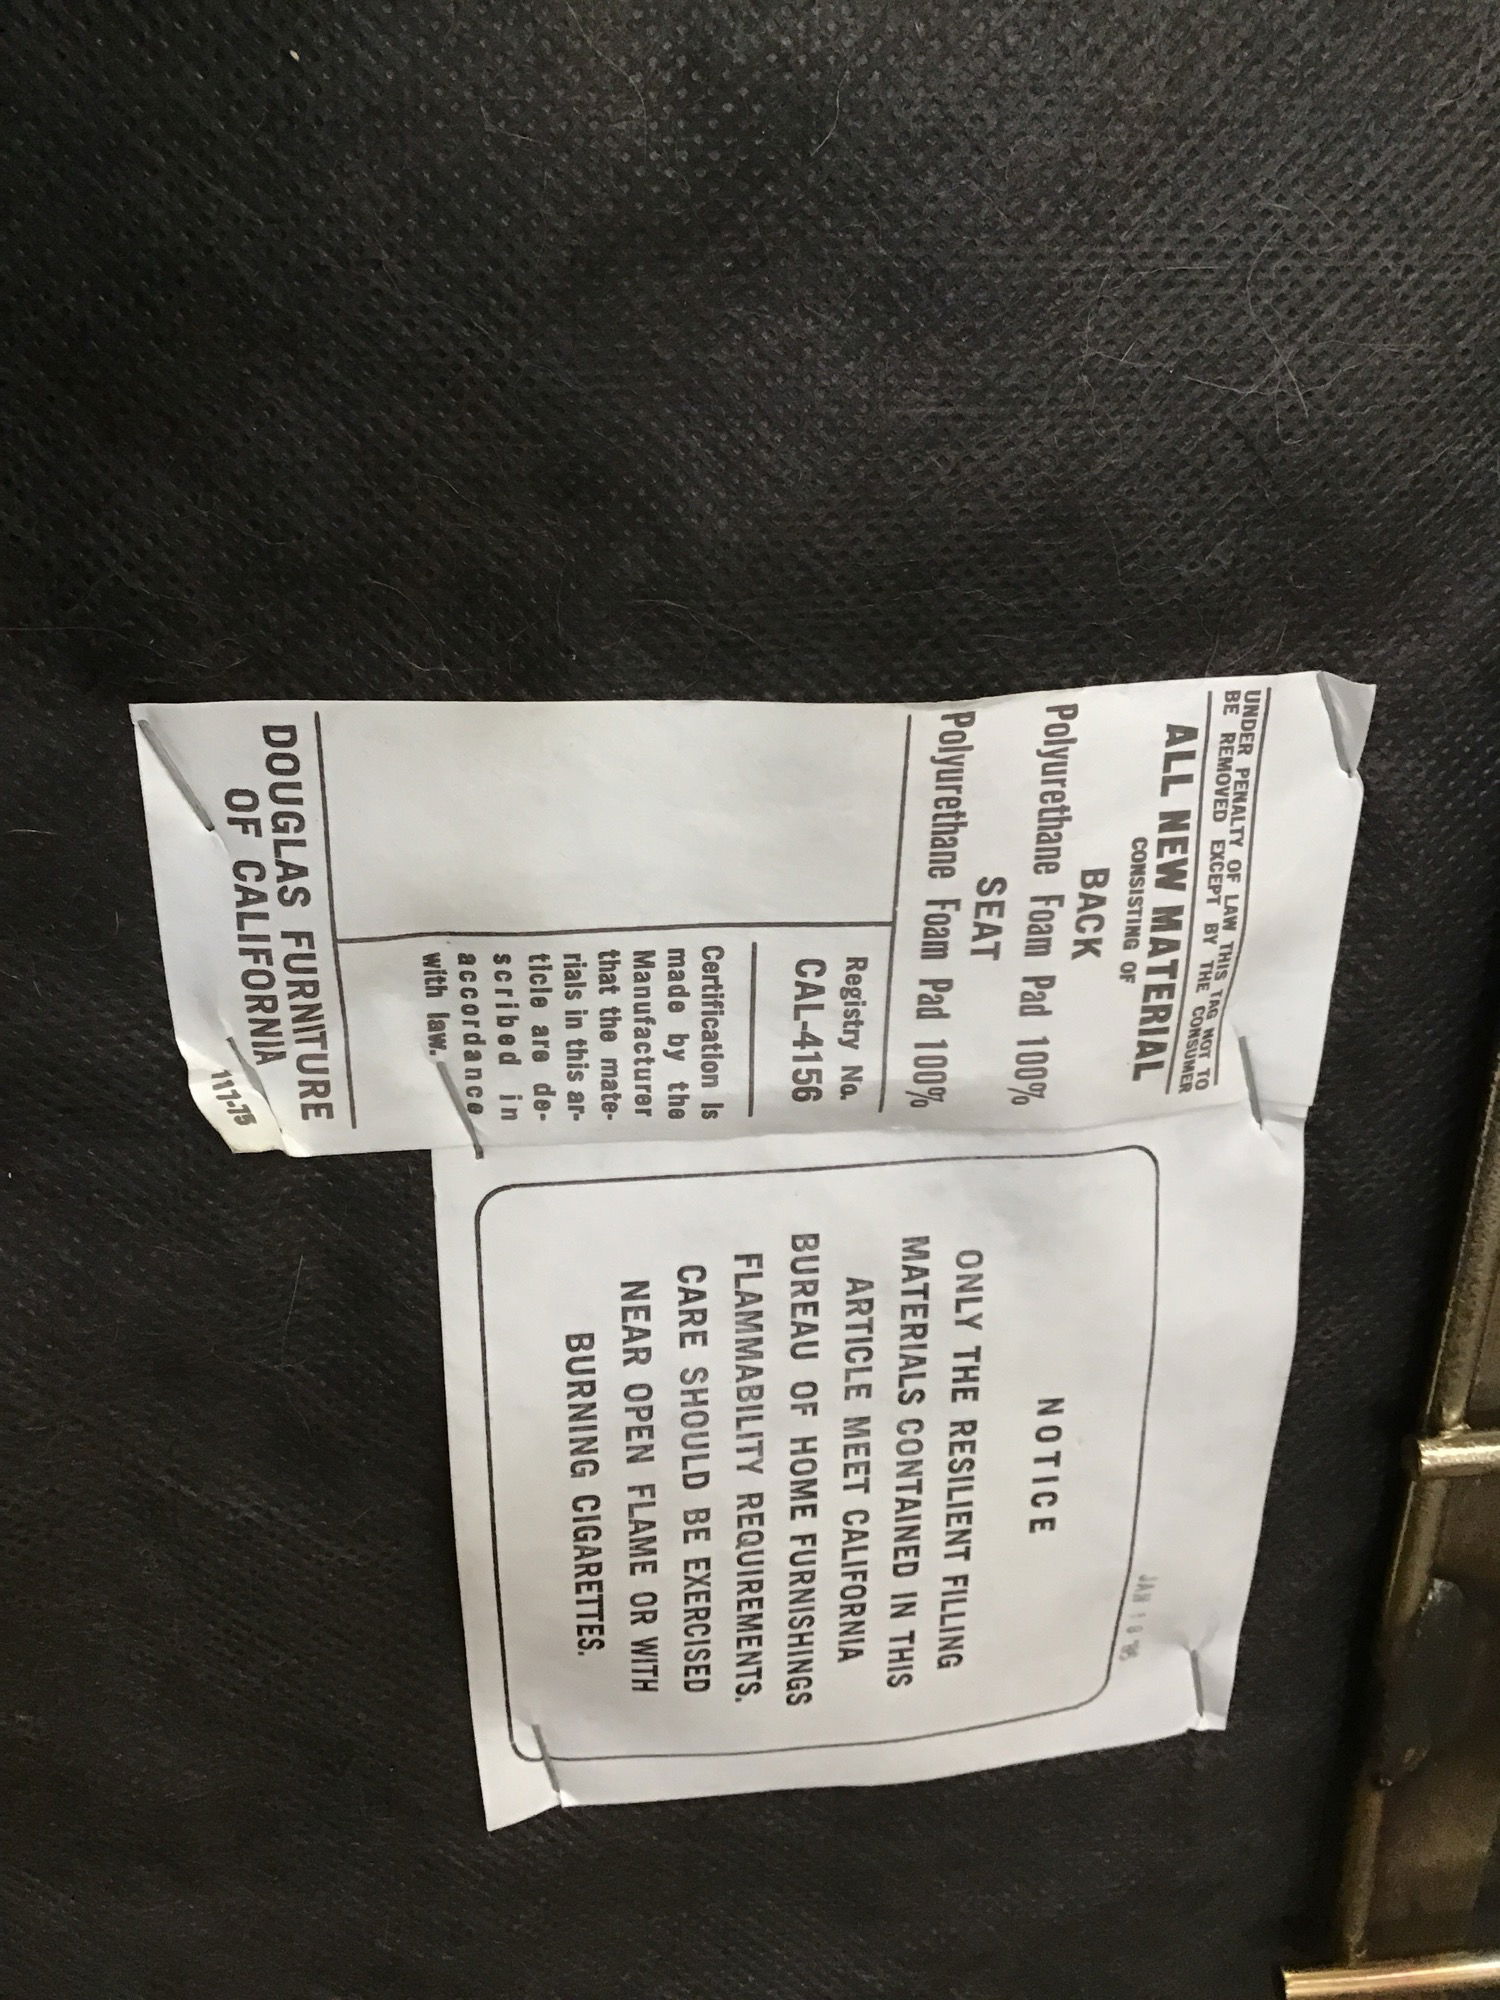 UNDER PENALTY OF LAW THIS TAG NOT TO
BE REMOVED EXCEPT BY THE CONSUMER
ALL NEW MATERIAL
CONSISTING OF
BACK
Polyurethane Foam Pad 100%
SEAT
Polyurethane Foam Pad 100%
Registry No.
CAL-4156
Certification is
made by the
Manufacturer
that the mate-
rials in this ar-
ticle are de-
scribed in
accordance
with law.
DOUGLAS FURNITURE
OF CALIFORNIA
117-75
NOTICE
ONLY THE RESILIENT FILLING
MATERIALS CONTAINED IN THIS
ARTICLE MEET CALIFORNIA
BUREAU OF HOME FURNISHINGS
FLAMMABILITY REQUIREMENTS.
CARE SHOULD BE EXERCISED
NEAR OPEN FLAME OR WITH
BURNING CIGARETTES.
JAN